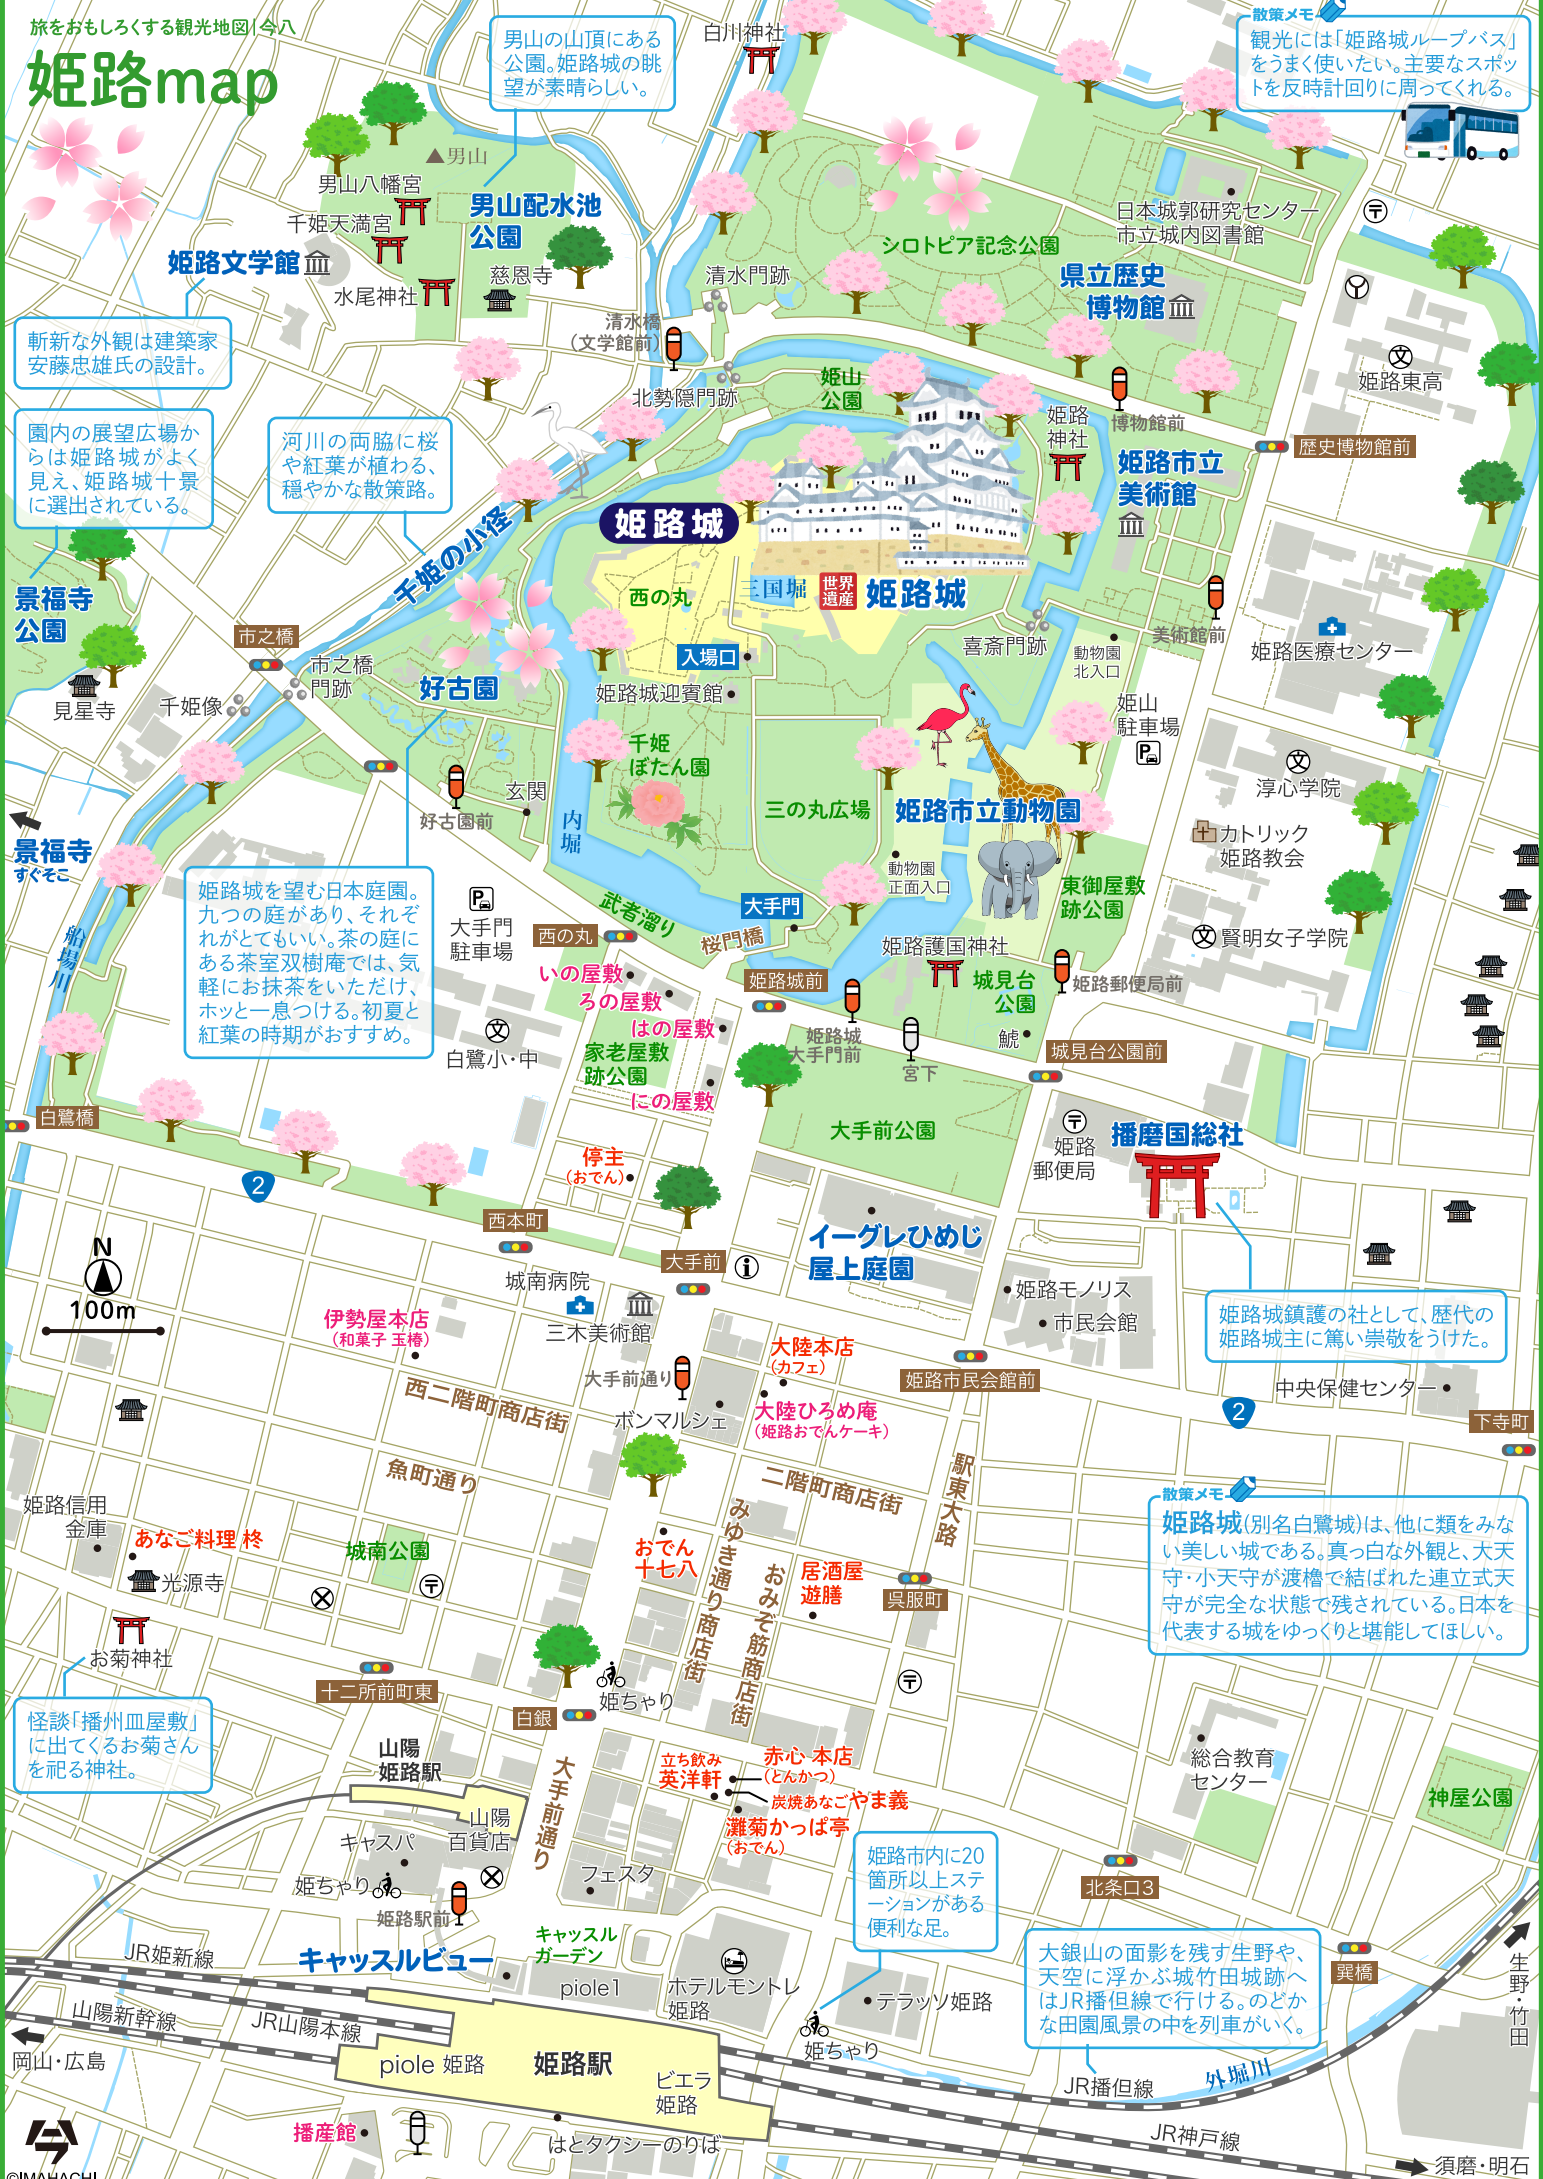 旅をおもしろくする観光地図|今八
姫路map
男山の山頂にある
公園。姫路城の眺
望が素晴らしい。
白川神社
散策メモ
観光には「姫路城ループバス」
をうまく使いたい。主要なスポッ
トを反時計回りに周ってくれる。
▲男山
男山八幡宮
千姫天満宮
男山配水池
公園
姫路文学館
水尾神社
慈恩寺
斬新な外観は建築家
安藤忠雄氏の設計。
清水門跡
清水橋
(文学館前)
北勢隠門跡
シロトピア記念公園
日本城郭研究センター
市立城内図書館
県立歴史
博物館
姫山
公園
姫路
神社
博物館前
姫路東高
歴史博物館前
姫路市立
美術館
園内の展望広場か
らは姫路城がよく
見え、姫路城十景
に選出されている。
河川の両脇に桜
や紅葉が植わる、
穏やかな散策路。
千姫の小径
姫路城
景福寺
公園
市之橋
市之橋
門跡
見星寺
千姫像
好古園
西の丸
三国堀
世界
遺産
姫路城
入場口
姫路城迎賓館
喜斎門跡
動物園
北入口
美術館前
姫路医療センター
姫山
駐車場
P
淳心学院
カトリック
姫路教会
千姫
ぼたん園
三の丸広場
姫路市立動物園
動物園
正面入口
東御屋敷
跡公園
賢明女子学院
玄関
好古園前
内堀
景福寺
すぐそこ
船場川
姫路城を望む日本庭園。
九つの庭があり、それぞ
れがとてもいい。茶の庭に
ある茶室双樹庵では、気
軽にお抹茶をいただけ、
ホッと一息つける。初夏と
紅葉の時期がおすすめ。
P
大手門
駐車場
西の丸
武者溜り
桜門橋
大手門
姫路城前
姫路護国神社
城見台
公園
姫路郵便局前
鯱
城見台公園前
姫路城
大手門前
宮下
いの屋敷
ろの屋敷
はの屋敷
家老屋敷
跡公園
にの屋敷
白鷺小・中
白鷺橋
大手前公園
姫路
郵便局
播磨国総社
停主
(おでん)
2
西本町
大手前
イーグレひめじ
屋上庭園
姫路モノリス
市民会館
姫路城鎮護の社として、歴代の
姫路城主に篤い崇敬をうけた。
N
100m
城南病院
三木美術館
伊勢屋本店
(和菓子 玉椿)
大手前通り
大陸本店
(カフェ)
大陸ひろめ庵
(姫路おでんケーキ)
ボンマルシェ
姫路市民会館前
中央保健センター
2
下寺町
西二階町商店街
魚町通り
二階町商店街
駅東大路
散策メモ
姫路城(別名白鷺城)は、他に類をみな
い美しい城である。真っ白な外観と、大天
守・小天守が渡櫓で結ばれた連立式天
守が完全な状態で残されている。日本を
代表する城をゆっくりと堪能してほしい。
姫路信用
金庫
あなご料理 柊
光源寺
城南公園
おでん
十七八
みゆき通り商店街
おみぞ筋商店街
居酒屋
遊膳
呉服町
お菊神社
怪談「播州皿屋敷」
に出てくるお菊さん
を祀る神社。
十二所前町東
白銀
姫ちゃり
総合教育
センター
神屋公園
山陽
姫路駅
山陽
百貨店
大手前通り
立ち飲み
英洋軒
赤心 本店
(とんかつ)
炭焼あなごやま義
灘菊かっぱ亭
(おでん)
キャスパ
姫ちゃり
姫路駅前
フェスタ
キャッスル
ガーデン
キャッスルビュー
姫路市内に20
箇所以上ステ
ーションがある
便利な足。
北条口3
大銀山の面影を残す生野や、
天空に浮かぶ城竹田城跡へ
はJR播但線で行ける。のどか
な田園風景の中を列車がいく。
巽橋
生野・竹田
JR姫新線
山陽新幹線
JR山陽本線
岡山・広島
piole1
ホテルモントレ
姫路
テラッソ姫路
姫ちゃり
piole 姫路
姫路駅
ビエラ
姫路
JR播但線
外堀川
JR神戸線
須磨・明石
播産館
はとタクシーのりば
©IMAHACHI